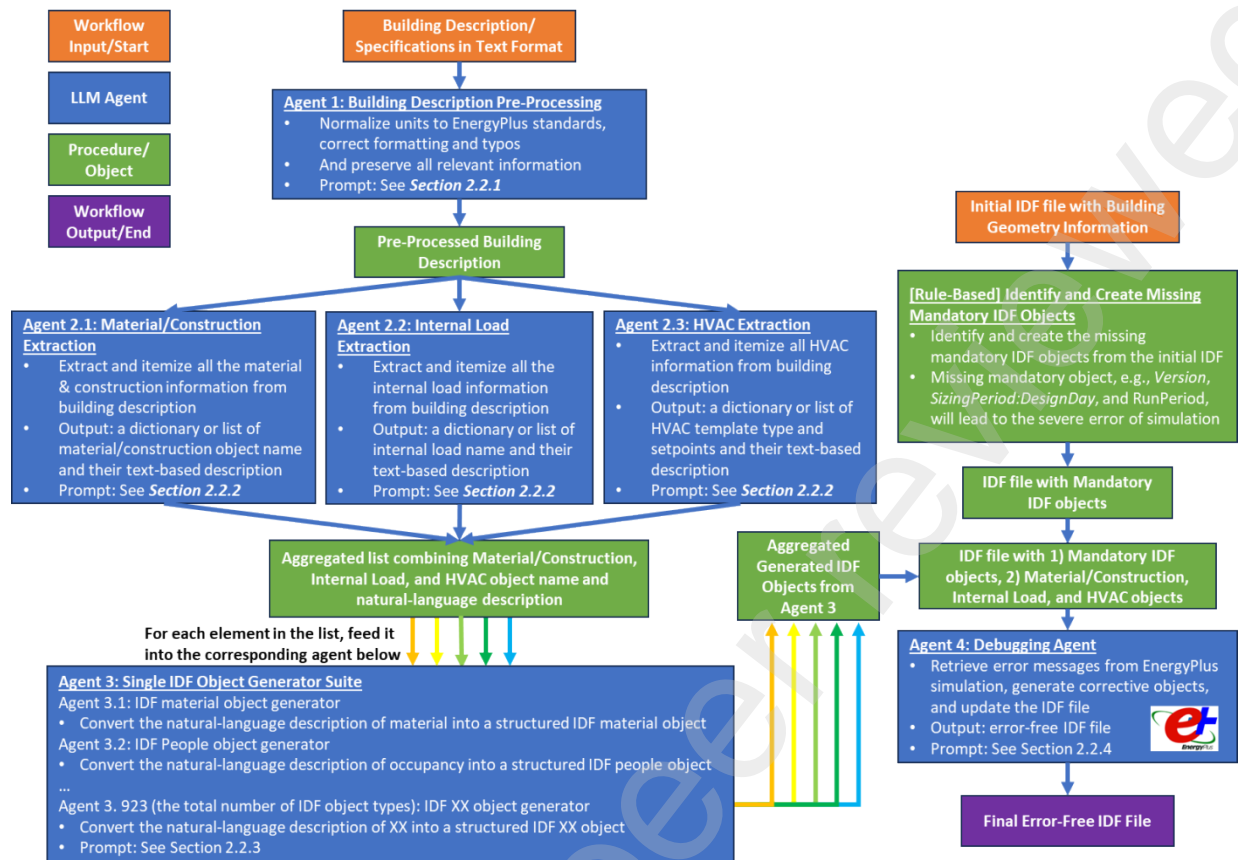 Workflow
Input/Start
LLM Agent
Procedure/
Object
Workflow
Output/End
Building Description/
Specifications in Text Format
Agent 1: Building Description Pre-Processing
• Normalize units to EnergyPlus standards,
correct formatting and typos
• And preserve all relevant information
• Prompt: See Section 2.2.1
Pre-Processed Building
Description
Agent 2.1: Material/Construction
Extraction
• Extract and itemize all the material
& construction information from
building description
• Output: a dictionary or list of
material/construction object name
and their text-based description
• Prompt: See Section 2.2.2
Agent 2.2: Internal Load
Extraction
• Extract and itemize all the
internal load information
from building description
• Output: a dictionary or list of
internal load name and their
text-based description
• Prompt: See Section 2.2.2
Agent 2.3: HVAC Extraction
• Extract and itemize all HVAC
information from building
description
• Output: a dictionary or list of
HVAC template type and
setpoints and their text-based
description
• Prompt: See Section 2.2.2
Aggregated list combining Material/Construction,
Internal Load, and HVAC object name and
natural-language description
For each element in the list, feed it
into the corresponding agent below
Agent 3: Single IDF Object Generator Suite
Agent 3.1: IDF material object generator
• Convert the natural-language description of material into a structured IDF material object
Agent 3.2: IDF People object generator
• Convert the natural-language description of occupancy into a structured IDF people object
...
Agent 3. 923 (the total number of IDF object types): IDF XX object generator
• Convert the natural-language description of XX into a structured IDF XX object
• Prompt: See Section 2.2.3
Aggregated
Generated IDF
Objects from
Agent 3
Initial IDF file with Building
Geometry Information
[Rule-Based] Identify and Create Missing
Mandatory IDF Objects
• Identify and create the missing
mandatory IDF objects from the initial IDF
• Missing mandatory object, e.g., Version,
SizingPeriod:DesignDay, and RunPeriod,
will lead to the severe error of simulation
IDF file with Mandatory
IDF objects
IDF file with 1) Mandatory IDF
objects, 2) Material/Construction,
Internal Load, and HVAC objects
Agent 4: Debugging Agent
• Retrieve error messages from EnergyPlus
simulation, generate corrective objects,
and update the IDF file
• Output: error-free IDF file
• Prompt: See Section 2.2.4
e+
EnergyPlus
Final Error-Free IDF File
peer reviewed